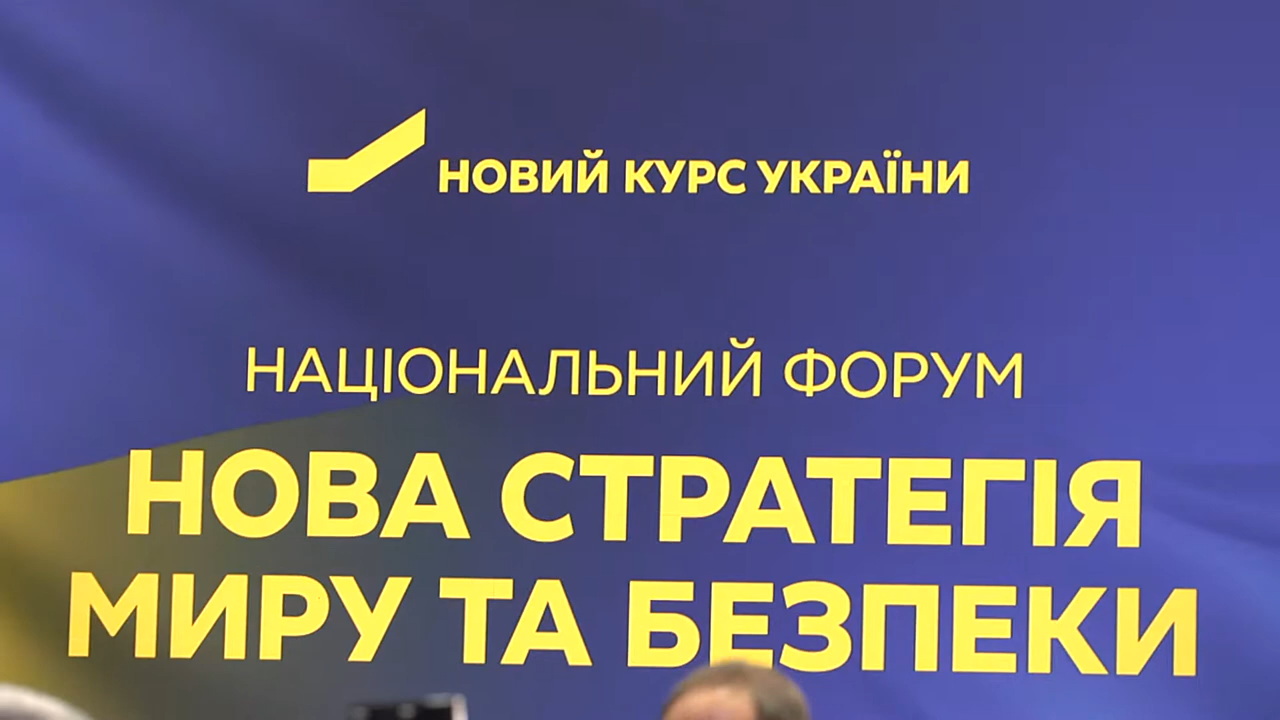 НОВИЙ КУРС УКРАЇНИ
НАЦІОНАЛЬНИЙ ФОРУМ
НОВА СТРАТЕГІЯ
МИРУ ТА БЕЗПЕКИ